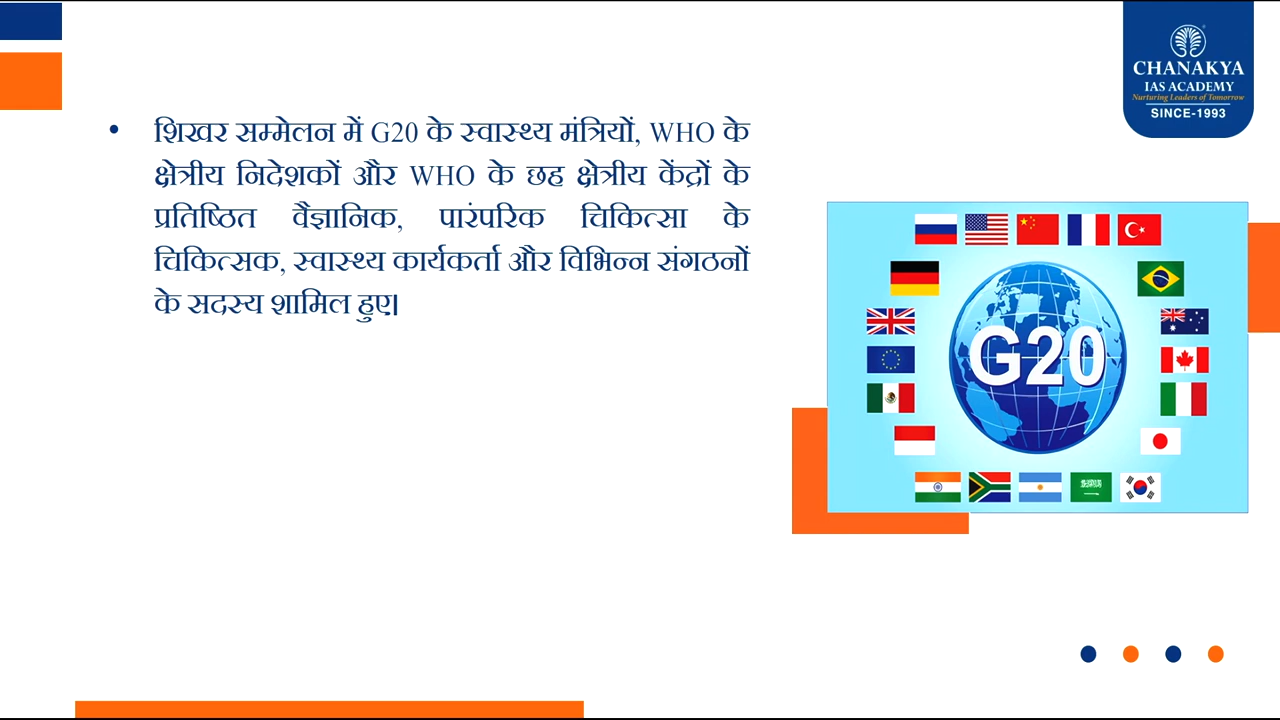 CHANAKYA
IAS ACADEMY
Nurturing Leaders of Tomorrow
SINCE-1993
• शिखर सम्मेलन में G20 के स्वास्थ्य मंत्रियों, WHO के
क्षेत्रीय निदेशकों और WHO के छह क्षेत्रीय केंद्रों के
प्रतिष्ठित वैज्ञानिक, पारंपरिक चिकित्सा के
चिकित्सक, स्वास्थ्य कार्यकर्ता और विभिन्न संगठनों
के सदस्य शामिल हुए।
G20